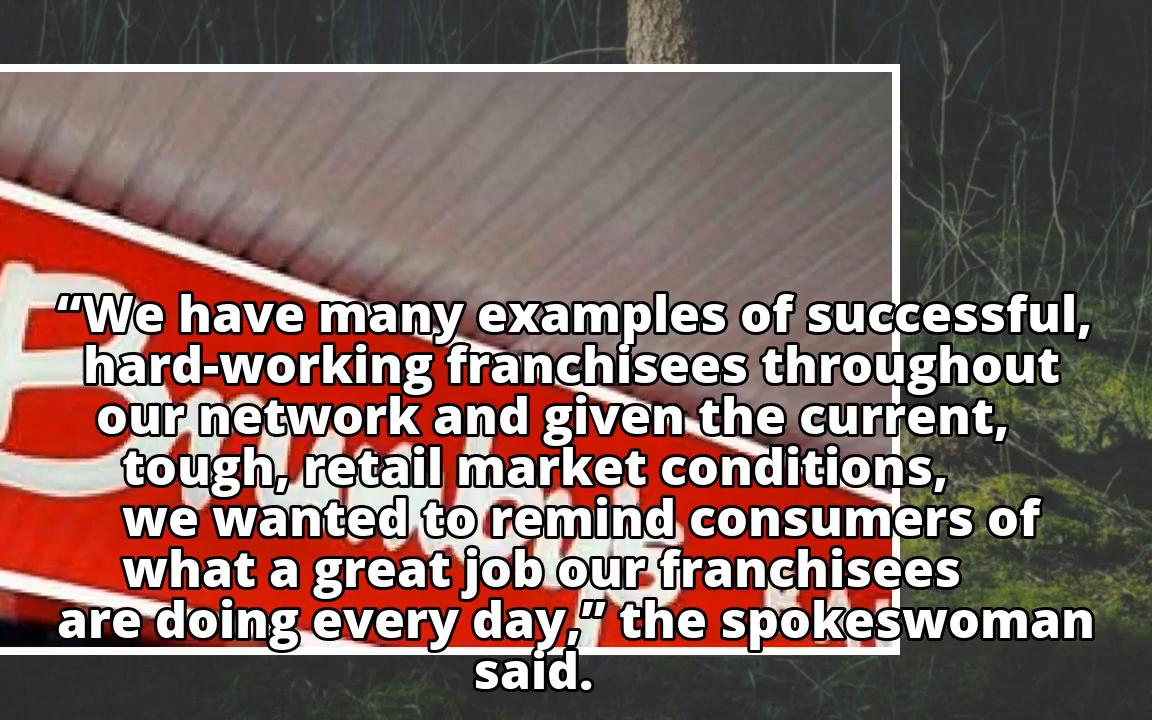 “We have many examples of successful,
hard-working franchisees throughout
our network and given the current,
tough, retail market conditions,
we wanted to remind consumers of
what a great job our franchisees
are doing every day,” the spokeswoman
said.